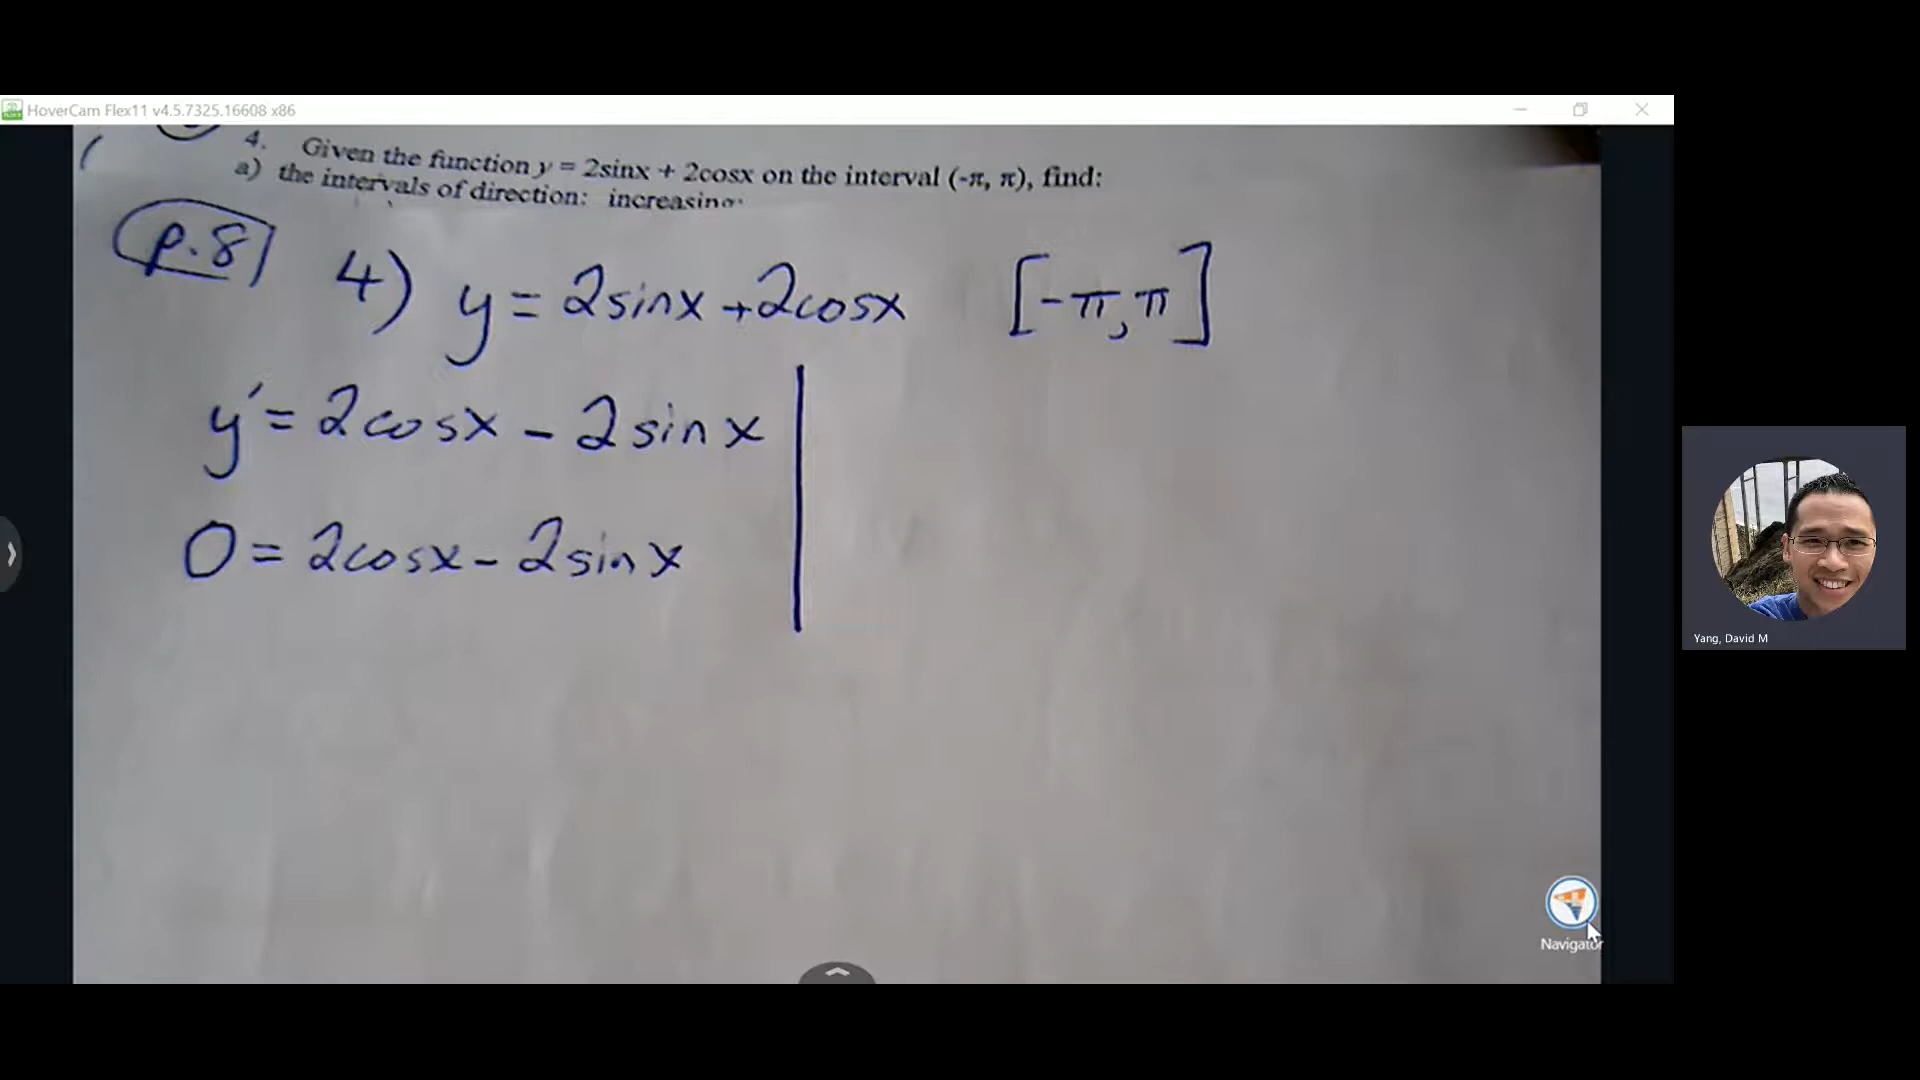 HoverCam Flex11 v4.5.7325.16608 x86
4. Given the function y = 2sinx + 2cosx on the interval (-π, π), find:
a) the intervals of direction: increasing:
p.8
4) y = 2sinx + 2cosx [-π, π]
y' = 2cosx - 2sinx
0 = 2cosx - 2sinx
Yang, David M
Navigator